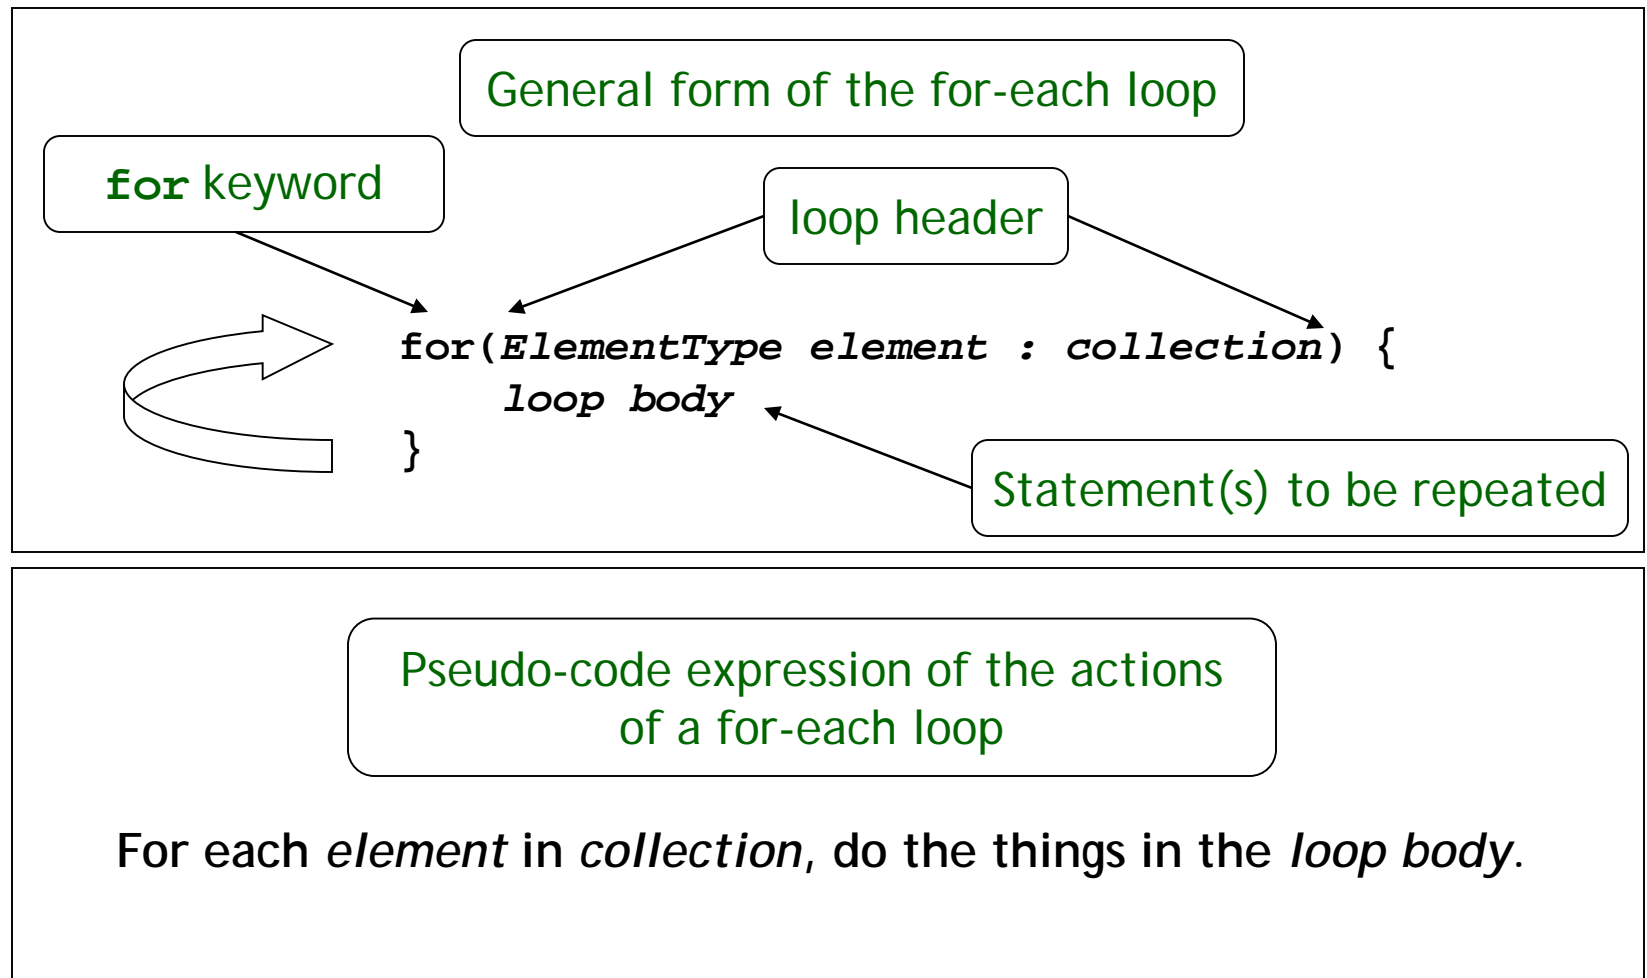 General form of the for-each loop
for keyword
loop header
for(ElementType element : collection) {
loop body
}
Statement(s) to be repeated
Pseudo-code expression of the actions
of a for-each loop
For each element in collection, do the things in the loop body.